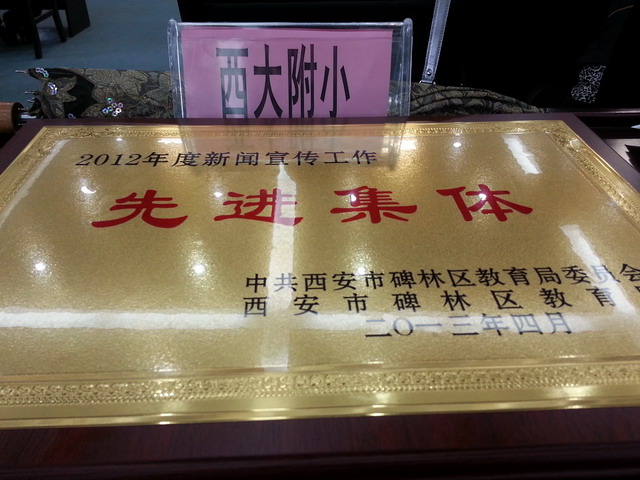 西大附小
2012年度新闻宣传工作
先进集体
中共西安市碑林区教育局委员会
西安市碑林区教育
二〇一三年四月